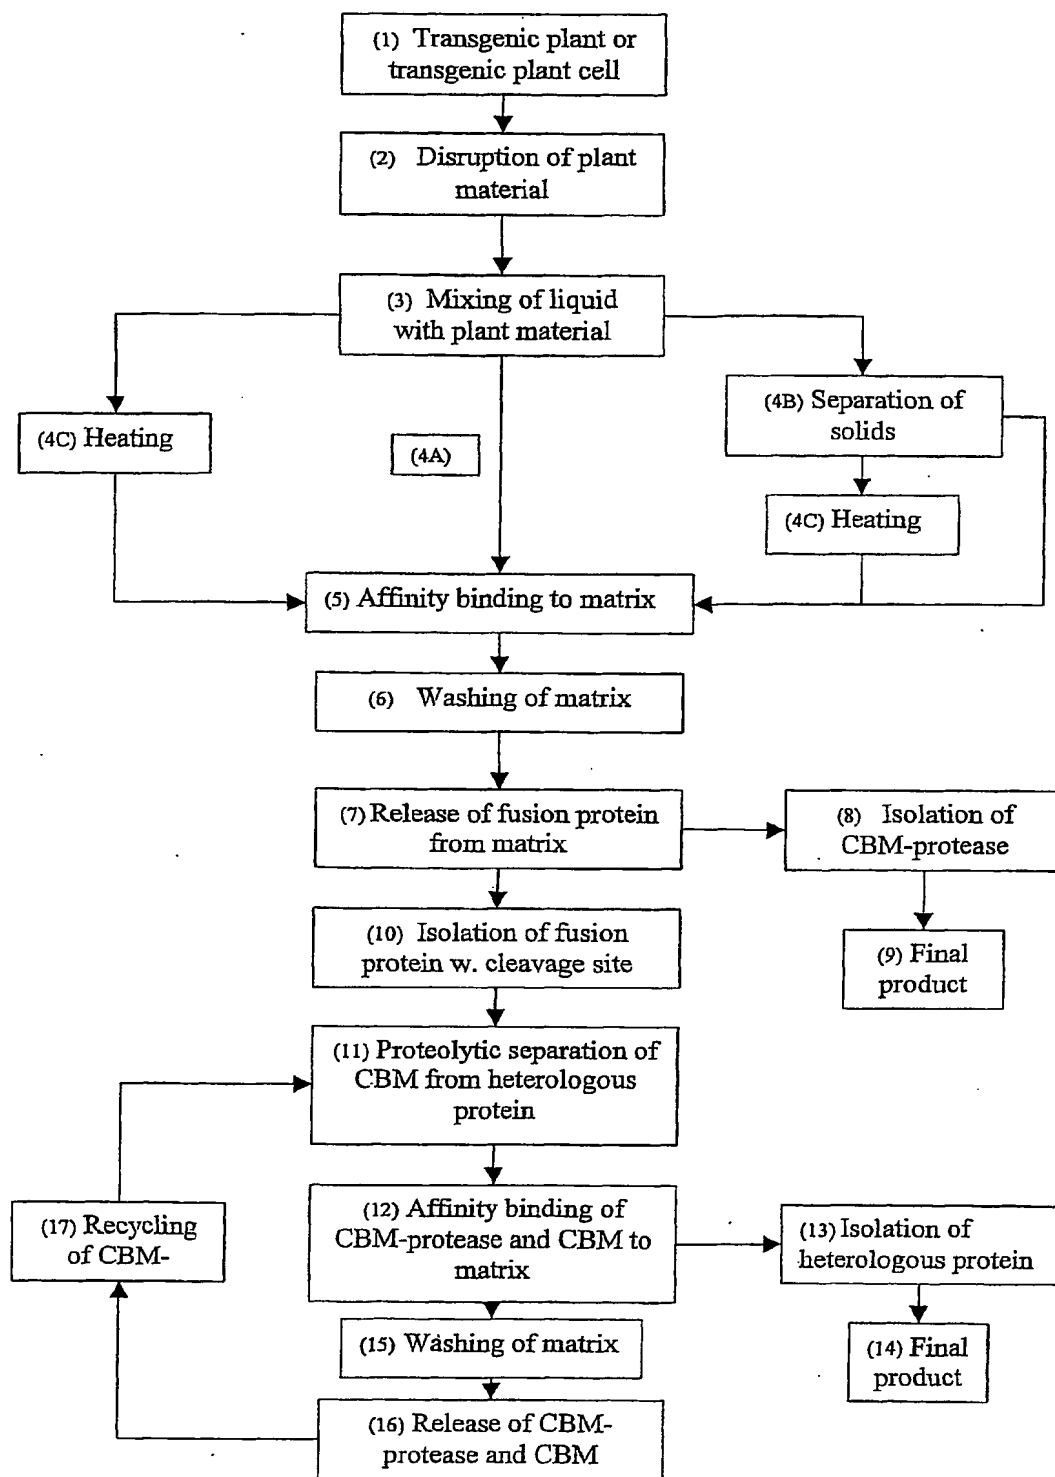 (1) Transgenic plant or
transgenic plant cell
(2) Disruption of plant
material
(3) Mixing of liquid
with plant material
(4C) Heating
(4A)
(4B) Separation of
solids
(4C) Heating
(5) Affinity binding to matrix
(6) Washing of matrix
(7) Release of fusion protein
from matrix
(8) Isolation of
CBM-protease
(9) Final
product
(10) Isolation of fusion
protein w. cleavage site
(11) Proteolytic separation of
CBM from heterologous
protein
(12) Affinity binding of
CBM-protease and CBM to
matrix
(13) Isolation of
heterologous protein
(14) Final
product
(15) Washing of matrix
(16) Release of CBM-
protease and CBM
(17) Recycling
of CBM-